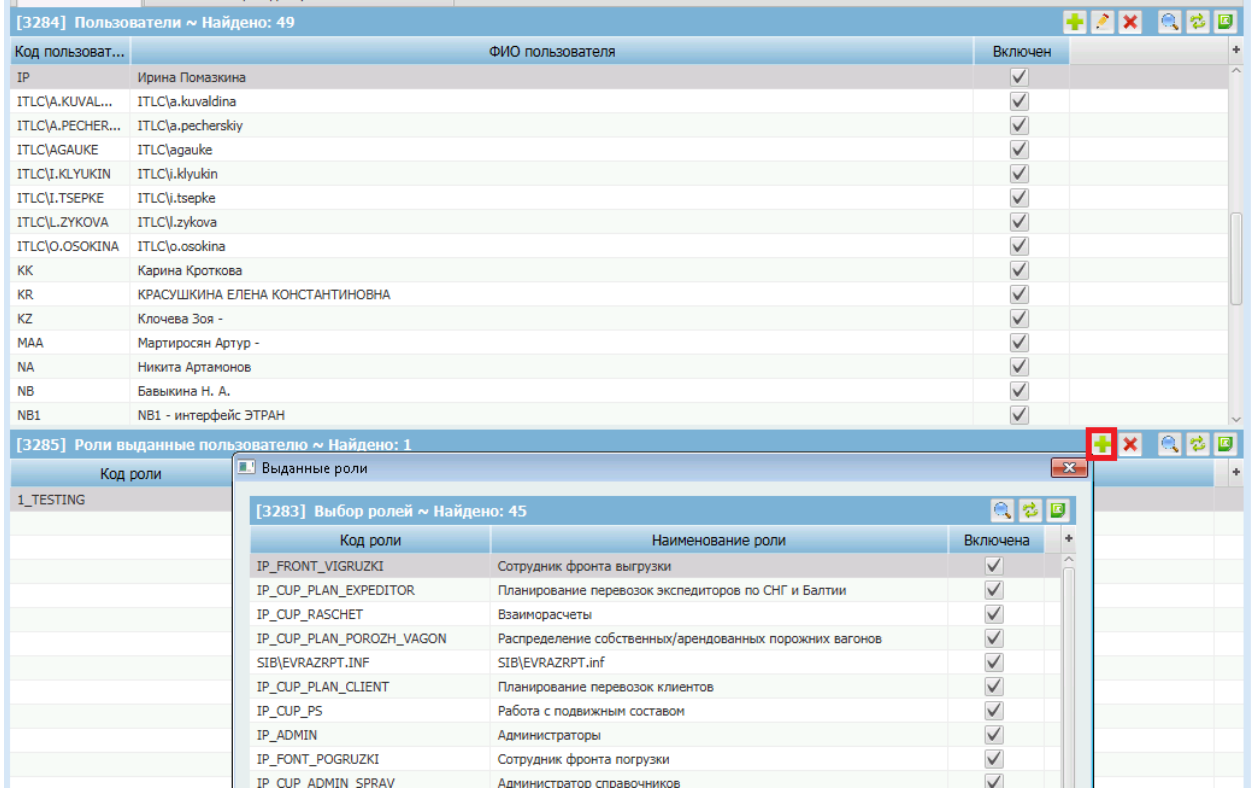 [3284] Пользователи ~ Найдено: 49
Код пользоват... ФИО пользователя Включен
IP Ирина Помазкина
ITLC\A.KUVAL... ITLC\a.kuvaldina
ITLC\A.PECHER... ITLC\a.pecherskiy
ITLC\AGAUKE ITLC\agauke
ITLC\I.KLYUKIN ITLC\i.klyukin
ITLC\I.TSEPKE ITLC\i.tsepke
ITLC\L.ZYKOVA ITLC\l.zykova
ITLC\O.OSOKINA ITLC\o.osokina
KK Карина Кроткова
KR КРАСУШКИНА ЕЛЕНА КОНСТАНТИНОВНА
KZ Клочева Зоя -
MAA Мартиросян Артур -
NA Никита Артамонов
NB Бавыкина Н. А.
NB1 NB1 - интерфейс ЭТРАН
[3285] Роли выданные пользователю ~ Найдено: 1
Код роли
1_TESTING
Выданные роли
[3283] Выбор ролей ~ Найдено: 45
Код роли Наименование роли Включена
IP_FRONT_VIGRUZKI Сотрудник фронта выгрузки
IP_CUP_PLAN_EXPEDITOR Планирование перевозок экспедиторов по СНГ и Балтии
IP_CUP_RASCHET Взаиморасчеты
IP_CUP_PLAN_POROZH_VAGON Распределение собственных/арендованных порожних вагонов
SIB\EVRAZRPT.INF SIB\EVRAZRPT.inf
IP_CUP_PLAN_CLIENT Планирование перевозок клиентов
IP_CUP_PS Работа с подвижным составом
IP_ADMIN Администраторы
IP_FONT_POGRUZKI Сотрудник фронта погрузки
IP_CUP_ADMIN_SPRAV Администратор справочников